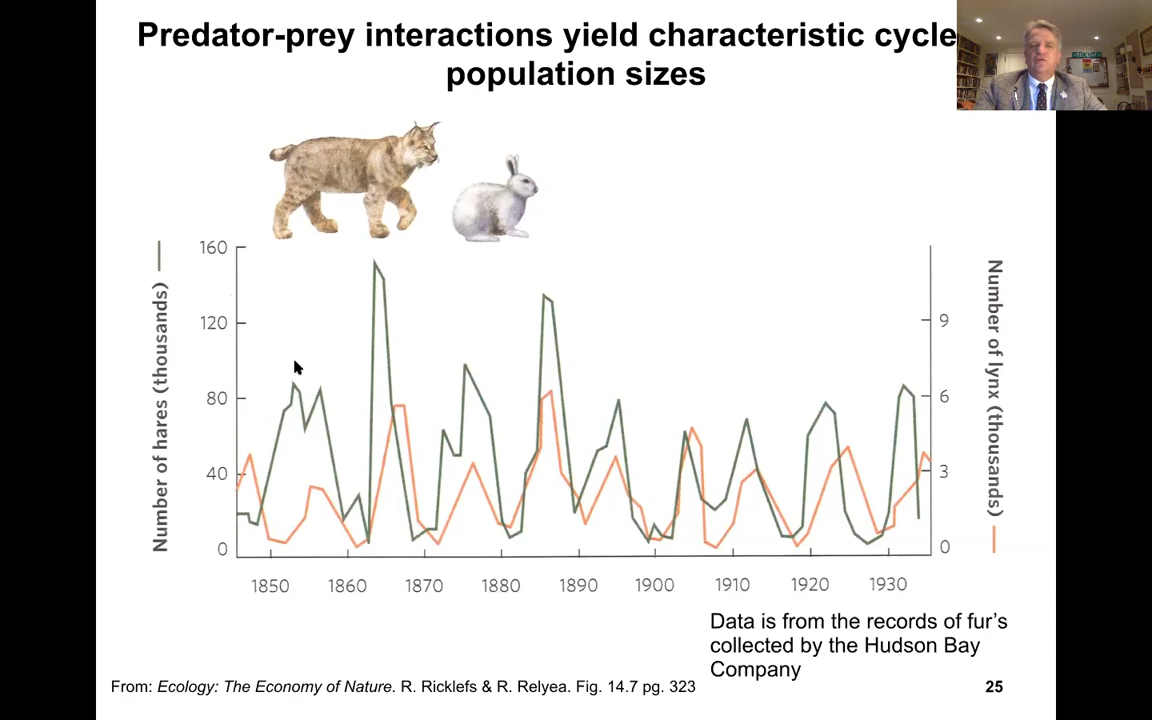 Predator-prey interactions yield characteristic cycle
population sizes
160
120
80
40
0
Number of hares (thousands)
9
6
3
0
Number of lynx (thousands)
1850 1860 1870 1880 1890 1900 1910 1920 1930
Data is from the records of fur's
collected by the Hudson Bay
Company
From: Ecology: The Economy of Nature. R. Ricklefs & R. Relyea. Fig. 14.7 pg. 323
25